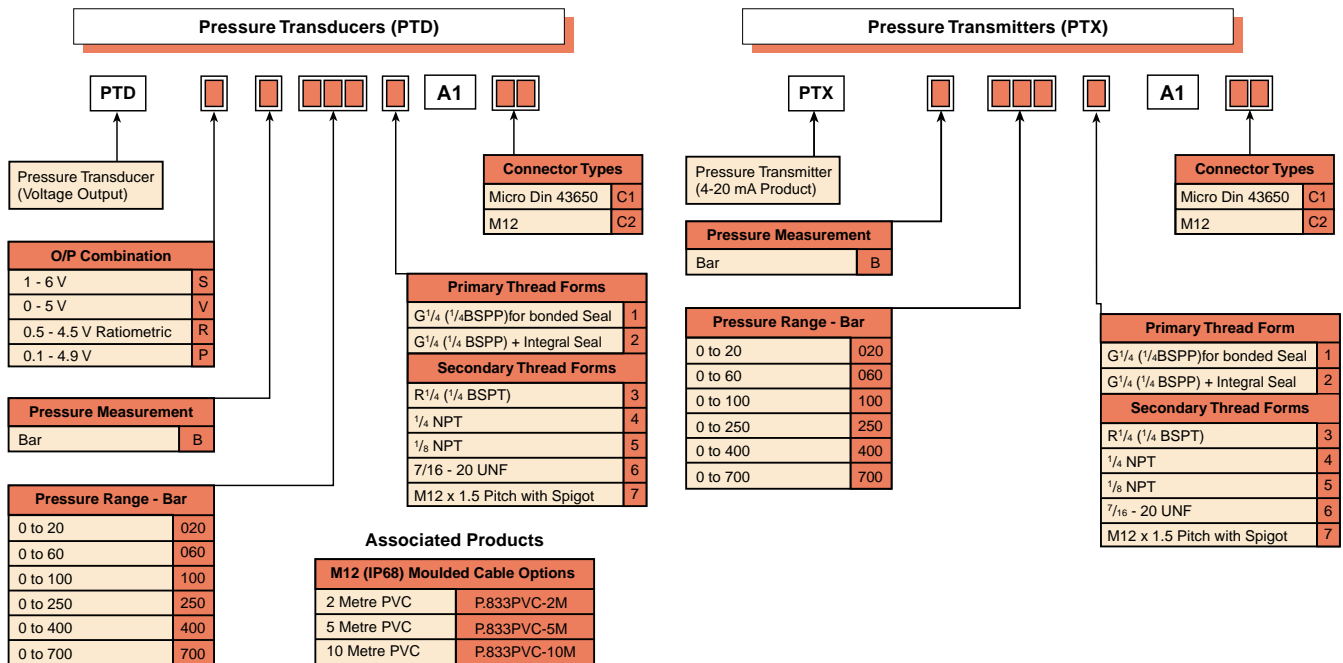 Pressure Transducers (PTD)
PTD
A1
Pressure Transducer
(Voltage Output)
Connector Types
Micro Din 43650 C1
M12 C2
O/P Combination
1 - 6 V S
0 - 5 V V
0.5 - 4.5 V Ratiometric R
0.1 - 4.9 V P
Pressure Measurement
Bar B
Pressure Range - Bar
0 to 20 020
0 to 60 060
0 to 100 100
0 to 250 250
0 to 400 400
0 to 700 700
Primary Thread Forms
G1/4 (1/4BSPP)for bonded Seal 1
G1/4 (1/4 BSPP) + Integral Seal 2
Secondary Thread Forms
R1/4 (1/4 BSPT) 3
1/4 NPT 4
1/8 NPT 5
7/16 - 20 UNF 6
M12 x 1.5 Pitch with Spigot 7
Associated Products
M12 (IP68) Moulded Cable Options
2 Metre PVC P.833PVC-2M
5 Metre PVC P.833PVC-5M
10 Metre PVC P.833PVC-10M
Pressure Transmitters (PTX)
PTX
A1
Pressure Transmitter
(4-20 mA Product)
Connector Types
Micro Din 43650 C1
M12 C2
Pressure Measurement
Bar B
Pressure Range - Bar
0 to 20 020
0 to 60 060
0 to 100 100
0 to 250 250
0 to 400 400
0 to 700 700
Primary Thread Form
G1/4 (1/4BSPP)for bonded Seal 1
G1/4 (1/4 BSPP) + Integral Seal 2
Secondary Thread Forms
R1/4 (1/4 BSPT) 3
1/4 NPT 4
1/8 NPT 5
7/16 - 20 UNF 6
M12 x 1.5 Pitch with Spigot 7